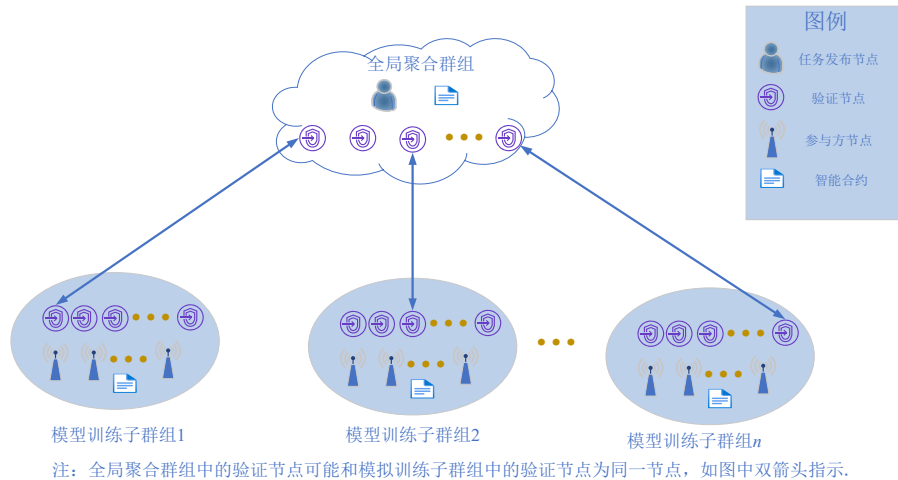 图例
任务发布节点
验证节点
参与方节点
智能合约
全局聚合群组
模型训练子群组1
模型训练子群组2
模型训练子群组n
注：全局聚合群组中的验证节点可能和模拟训练子群组中的验证节点为同一节点，如图中双箭头指示.